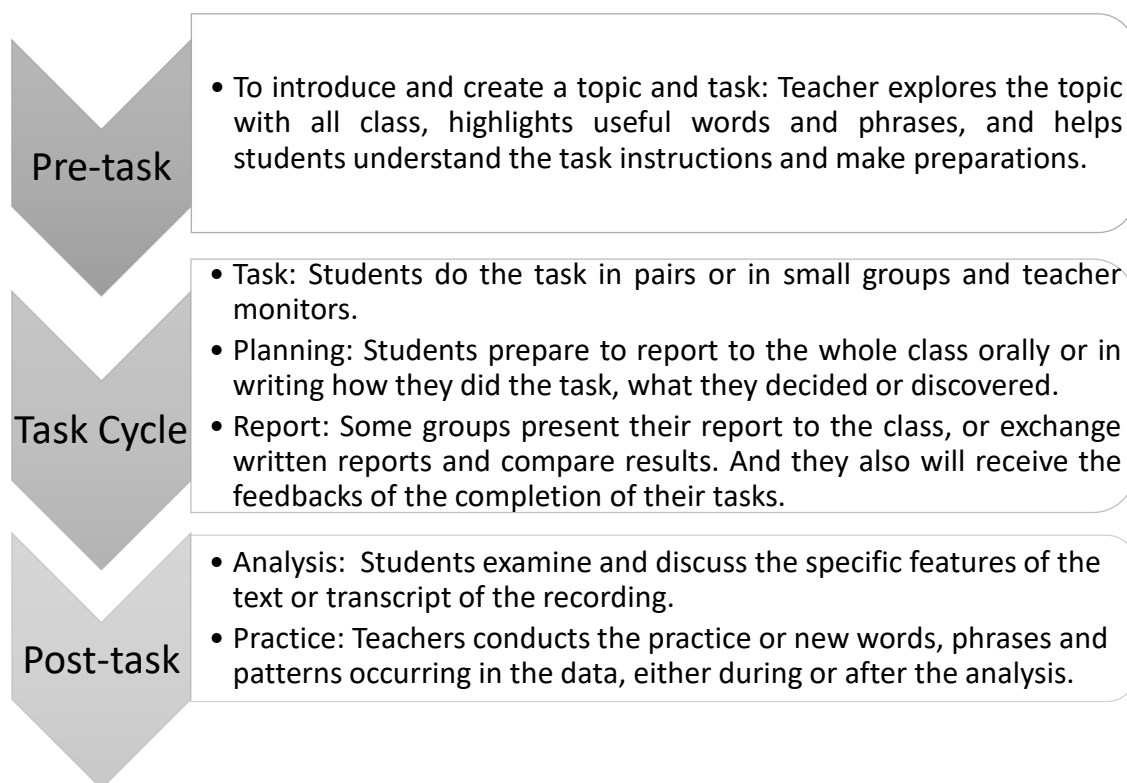 Pre-task
• To introduce and create a topic and task: Teacher explores the topic
with all class, highlights useful words and phrases, and helps
students understand the task instructions and make preparations.
Task Cycle
• Task: Students do the task in pairs or in small groups and teacher
monitors.
• Planning: Students prepare to report to the whole class orally or in
writing how they did the task, what they decided or discovered.
• Report: Some groups present their report to the class, or exchange
written reports and compare results. And they also will receive the
feedbacks of the completion of their tasks.
Post-task
• Analysis:  Students examine and discuss the specific features of the
text or transcript of the recording.
• Practice: Teachers conducts the practice or new words, phrases and
patterns occurring in the data, either during or after the analysis.